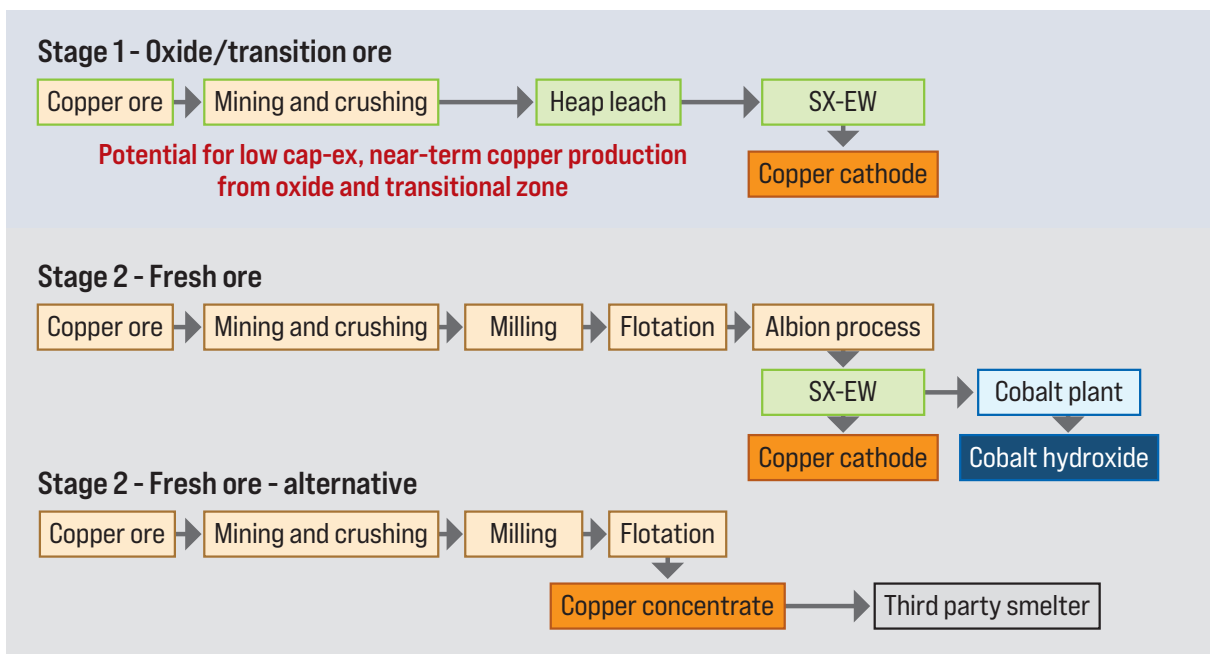 Stage 1 - Oxide/transition ore
Copper ore
Mining and crushing
Heap leach
SX-EW
Potential for low cap-ex, near-term copper production
from oxide and transitional zone
Copper cathode
Stage 2 - Fresh ore
Copper ore
Mining and crushing
Milling
Flotation
Albion process
SX-EW
Cobalt plant
Copper cathode
Cobalt hydroxide
Stage 2 - Fresh ore - alternative
Copper ore
Mining and crushing
Milling
Flotation
Copper concentrate
Third party smelter